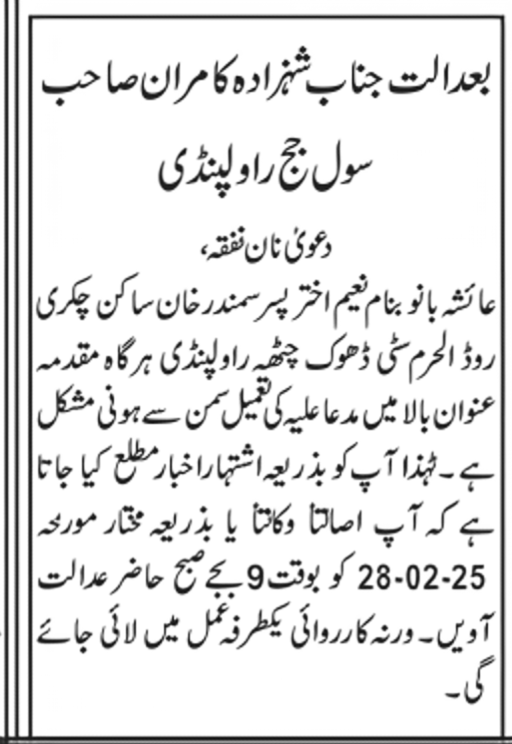 بعدالت جناب شہزادہ کامران صاحب
سول جج راولپنڈی
دعویٰ نان نفقہ،
عائشہ بانو بنام نعیم اختر پسر سمندر خان ساکن چکری
روڈ الحرم سٹی ڈھوک چٹھہ راولپنڈی ہر گاہ مقدمہ
عنوان بالا میں مدعا علیہ کی تعمیل سمن سے ہونی مشکل
ہے۔ لہٰذا آپ کو بذریعہ اشتہار اخبار مطلع کیا جاتا
ہے کہ آپ اصالتاً وکالتاً یا بذریعہ مختار مورخہ
28-02-25 کو بوقت 9 بجے صبح حاضر عدالت
آویں۔ ورنہ کارروائی یکطرفہ عمل میں لائی جائے
گی۔